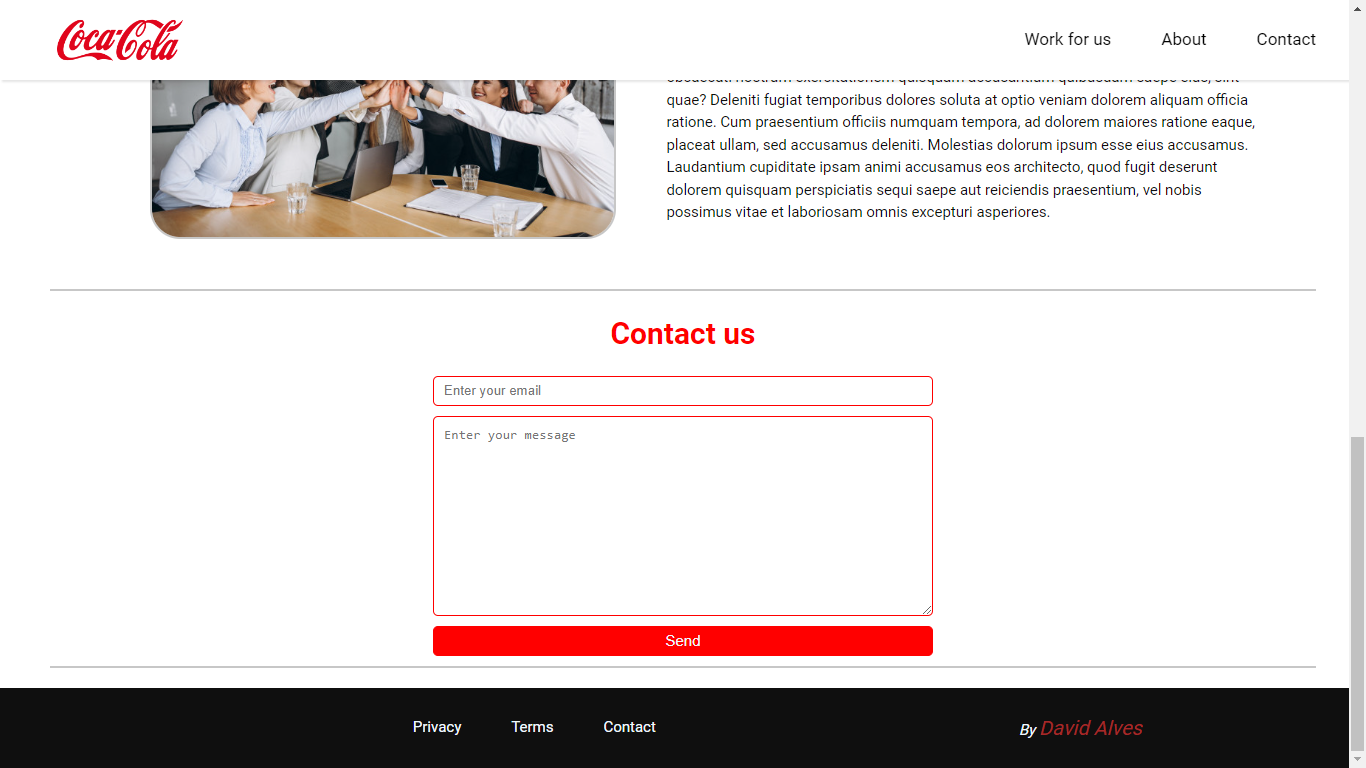 Coca-Cola
Work for us
About
Contact
quae? Deleniti fugiat temporibus dolores soluta at optio veniam dolorem aliquam officia
ratione. Cum praesentium officiis numquam tempora, ad dolorem maiores ratione eaque,
placeat ullam, sed accusamus deleniti. Molestias dolorum ipsum esse eius accusamus.
Laudantium cupiditate ipsam animi accusamus eos architecto, quod fugit deserunt
dolorem quisquam perspiciatis sequi saepe aut reiciendis praesentium, vel nobis
possimus vitae et laboriosam omnis excepturi asperiores.
Contact us
Enter your email
Enter your message
Send
Privacy
Terms
Contact
By David Alves